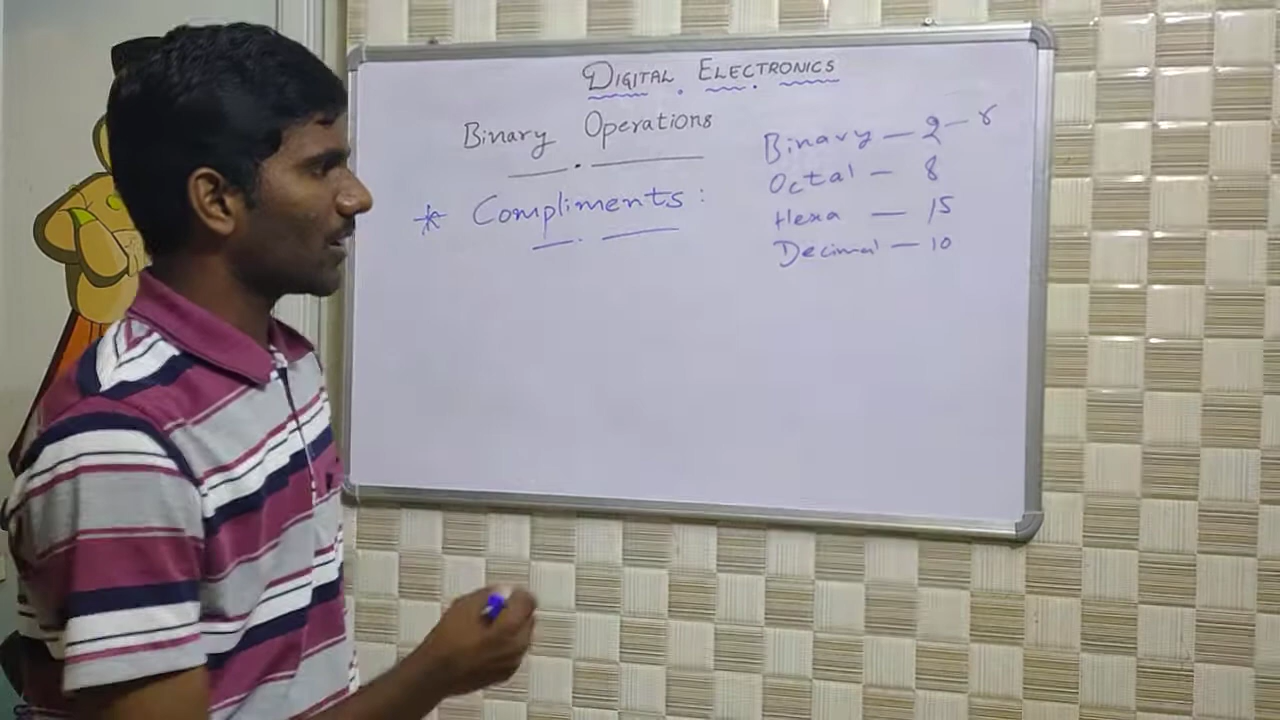 DIGITAL ELECTRONICS
Binary Operations
* Compliments :
Binary — 2 — r
Octal — 8
Hexa — 15
Decimal — 10